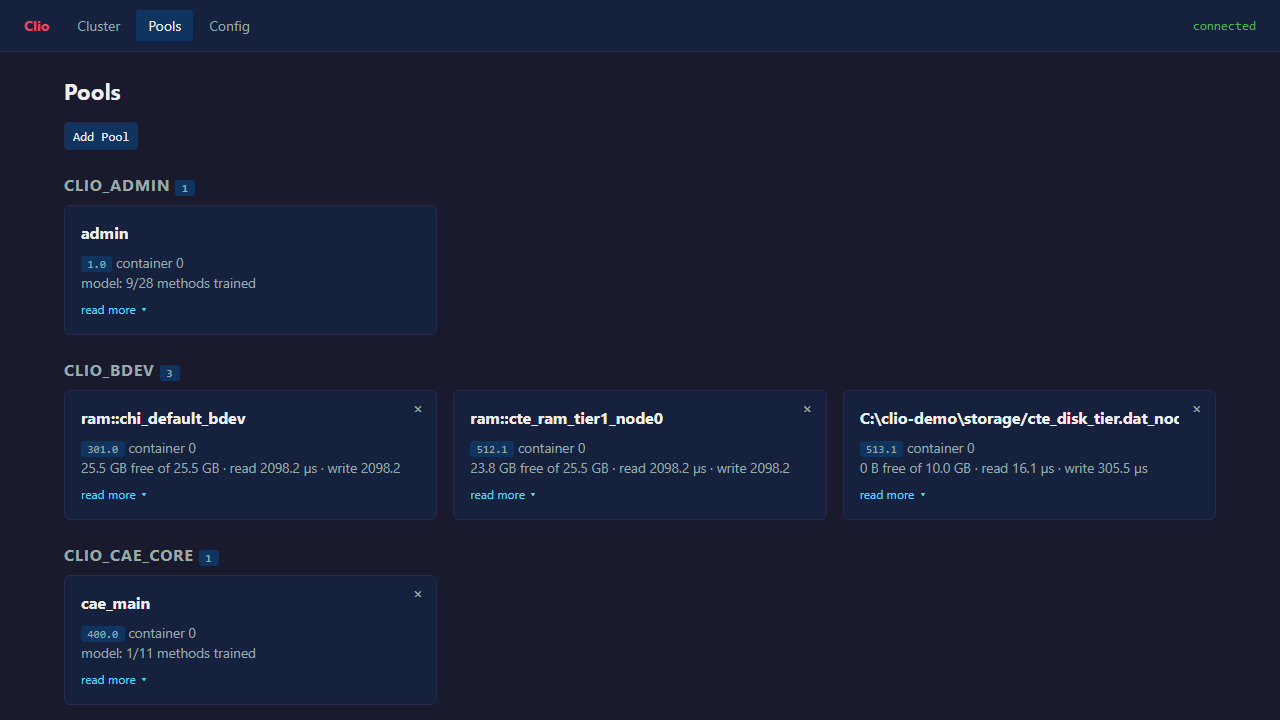 Clio Cluster Pools Config connected
Pools
Add Pool
CLIO_ADMIN 1
admin
1.0 container 0
model: 9/28 methods trained
read more ▾
CLIO_BDEV 3
ram::chi_default_bdev ×
301.0 container 0
25.5 GB free of 25.5 GB · read 2098.2 µs · write 2098.2
read more ▾
ram::cte_ram_tier1_node0 ×
512.1 container 0
23.8 GB free of 25.5 GB · read 2098.2 µs · write 2098.2
read more ▾
C:\clio-demo\storage/cte_disk_tier.dat_noc ×
513.1 container 0
0 B free of 10.0 GB · read 16.1 µs · write 305.5 µs
read more ▾
CLIO_CAE_CORE 1
cae_main ×
400.0 container 0
model: 1/11 methods trained
read more ▾